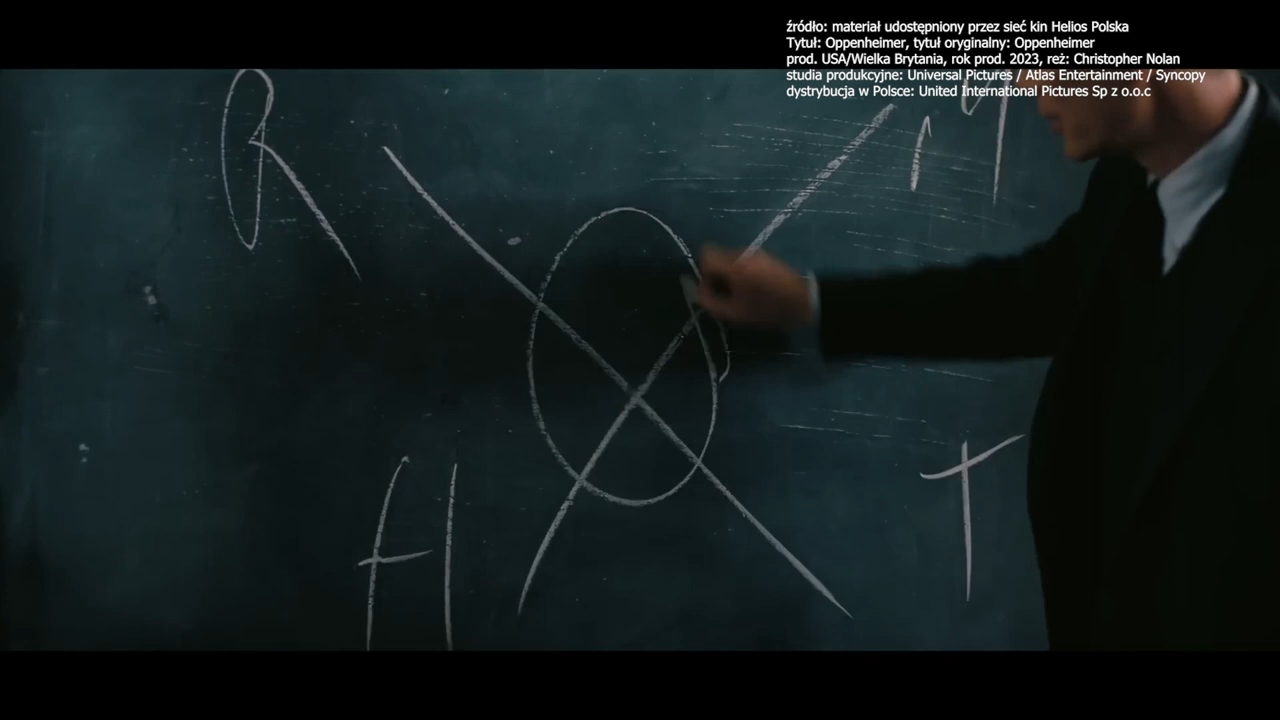 źródło: materiał udostępniony przez sieć kin Helios Polska
Tytuł: Oppenheimer, tytuł oryginalny: Oppenheimer
prod. USA/Wielka Brytania, rok prod. 2023, reż: Christopher Nolan
studia produkcyjne: Universal Pictures / Atlas Entertainment / Syncopy
dystrybucja w Polsce: United International Pictures Sp z o.o.c
R M
H T